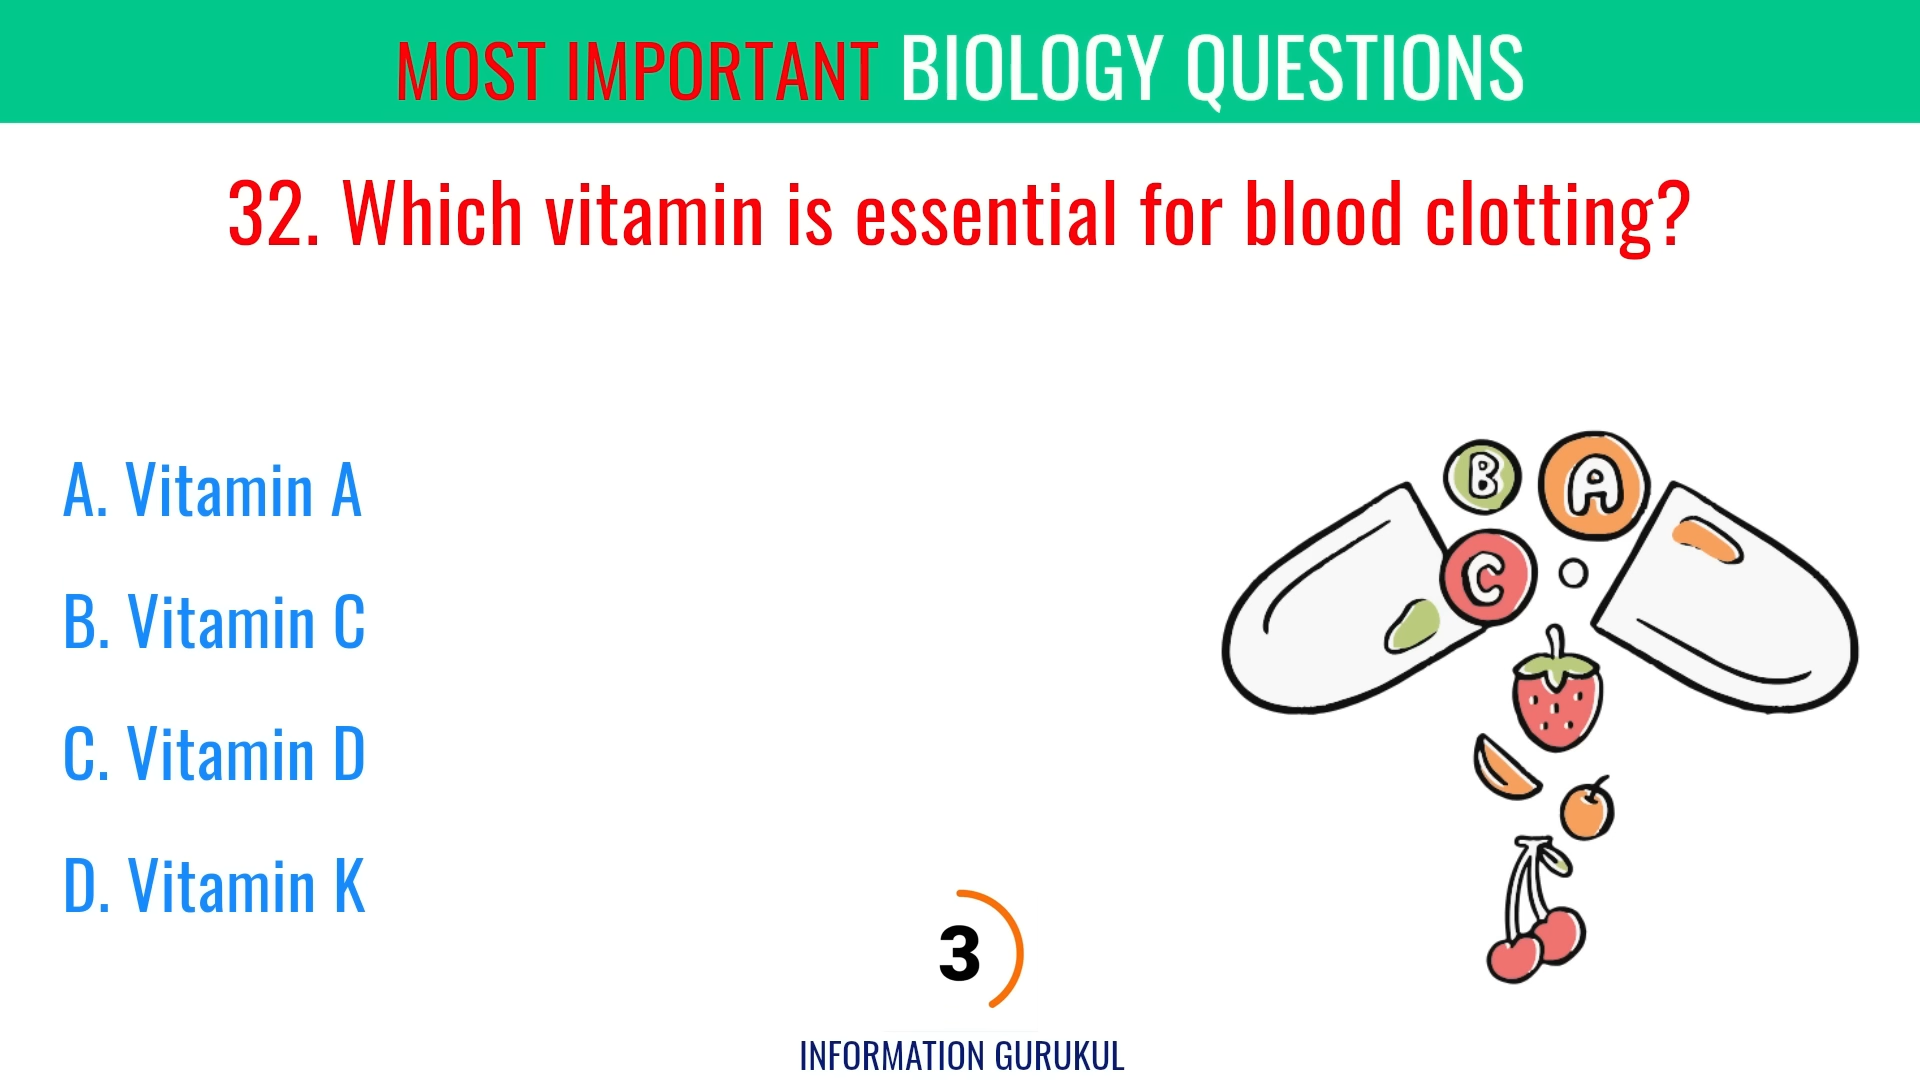 MOST IMPORTANT BIOLOGY QUESTIONS
32. Which vitamin is essential for blood clotting?
A. Vitamin A
B. Vitamin C
C. Vitamin D
D. Vitamin K
B
A
C
3
INFORMATION GURUKUL